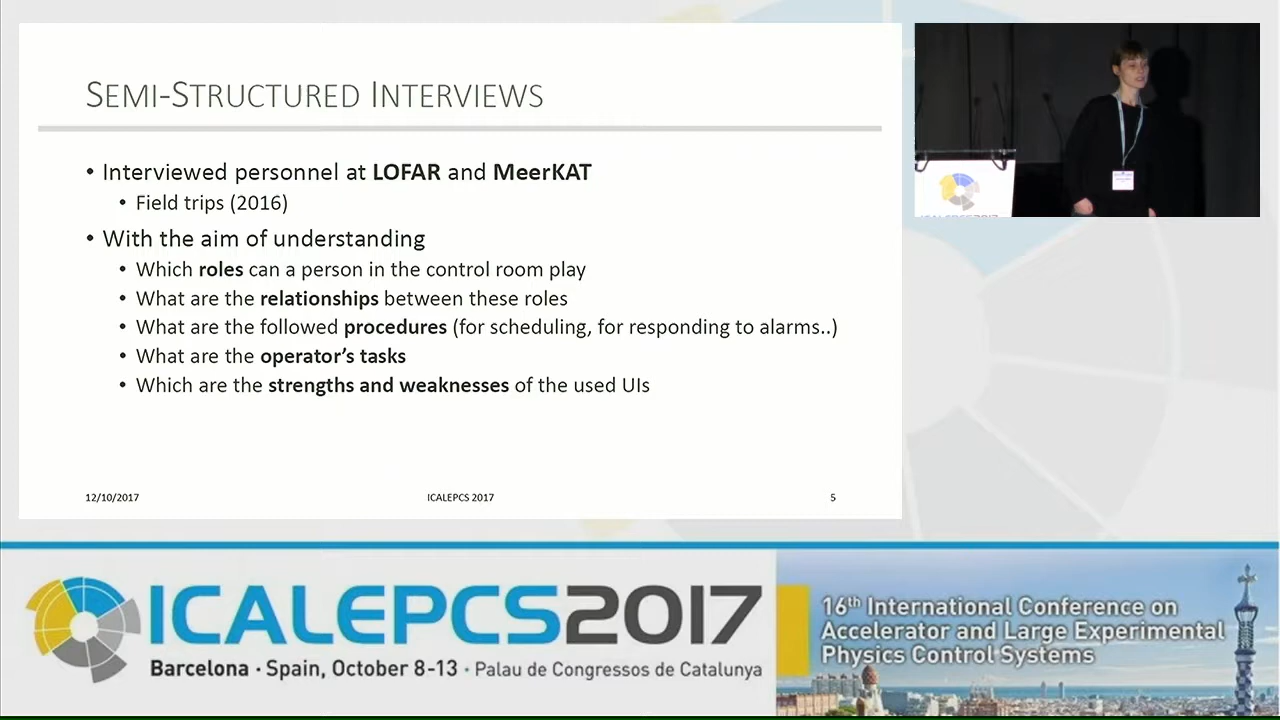 SEMI-STRUCTURED INTERVIEWS
• Interviewed personnel at LOFAR and MeerKAT
• Field trips (2016)
• With the aim of understanding
• Which roles can a person in the control room play
• What are the relationships between these roles
• What are the followed procedures (for scheduling, for responding to alarms..)
• What are the operator's tasks
• Which are the strengths and weaknesses of the used UIs
12/10/2017
ICALEPCS 2017
5
ICALEPCS2017
ICALEPCS2017
Barcelona · Spain, October 8-13 · Palau de Congressos de Catalunya
16th International Conference on
Accelerator and Large Experimental
Physics Control Systems